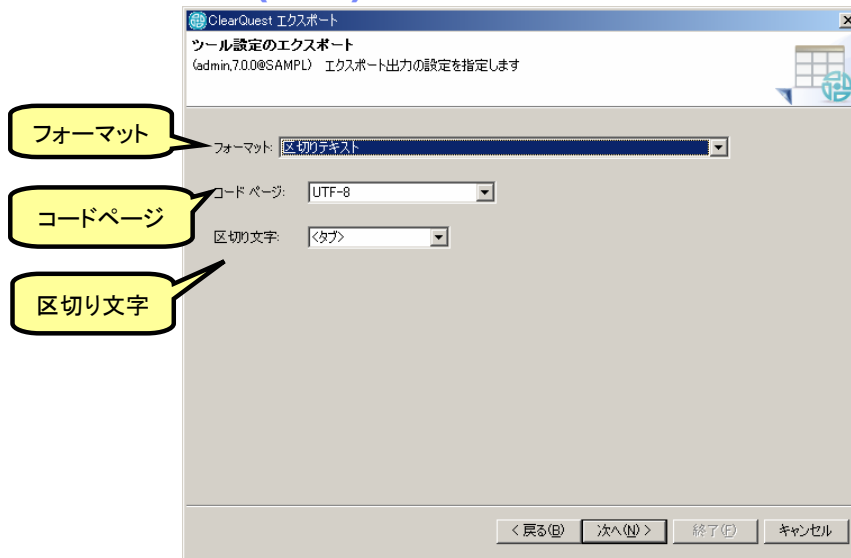 ClearQuest エクスポート
ツール設定のエクスポート
(admin,7.0.0@SAMPL) エクスポート出力の設定を指定します
フォーマット
フォーマット: 区切りテキスト
コードページ
コード ページ: UTF-8
区切り文字: <タブ>
区切り文字
< 戻る(B) 次へ(N) > 終了(F) キャンセル